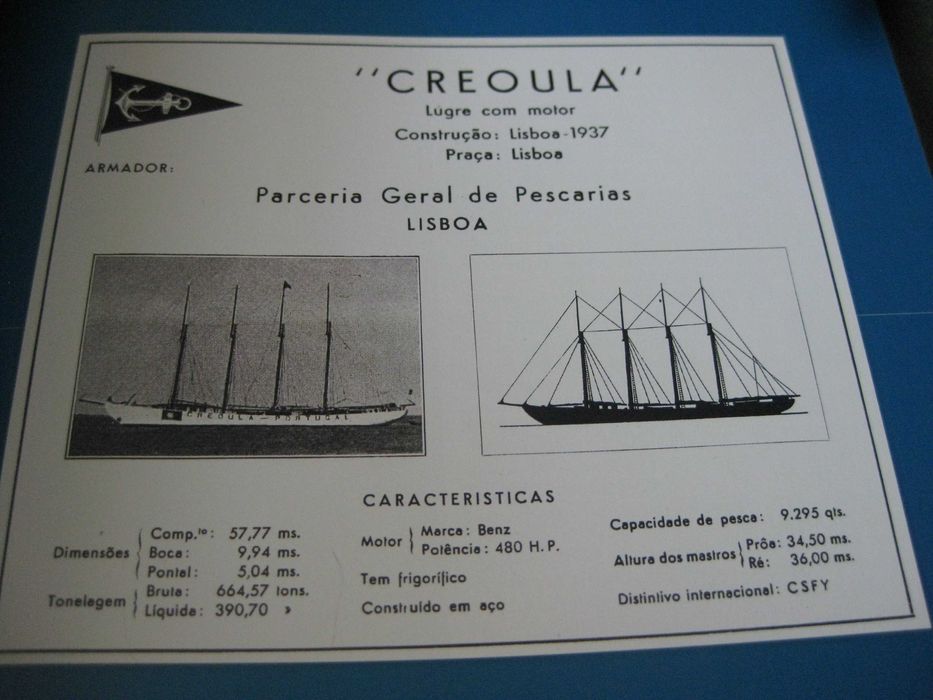 "CREOULA"
Lúgre com motor
Construção: Lisboa-1937
Praça: Lisboa
ARMADOR:
Parceria Geral de Pescarias
LISBOA
CREOULA – PORTUGAL
CARACTERISTICAS
Dimensões
Comp.to: 57,77 ms.
Boca: 9,94 ms.
Pontal: 5,04 ms.
Tonelagem
Bruta: 664,57 tons.
Líquida: 390,70 »
Motor
Marca: Benz
Potência: 480 H.P.
Tem frigorífico
Construído em aço
Capacidade de pesca: 9.295 qts.
Altura dos mastros
Prôa: 34,50 ms.
Ré: 36,00 ms.
Distintivo internacional: CSFY